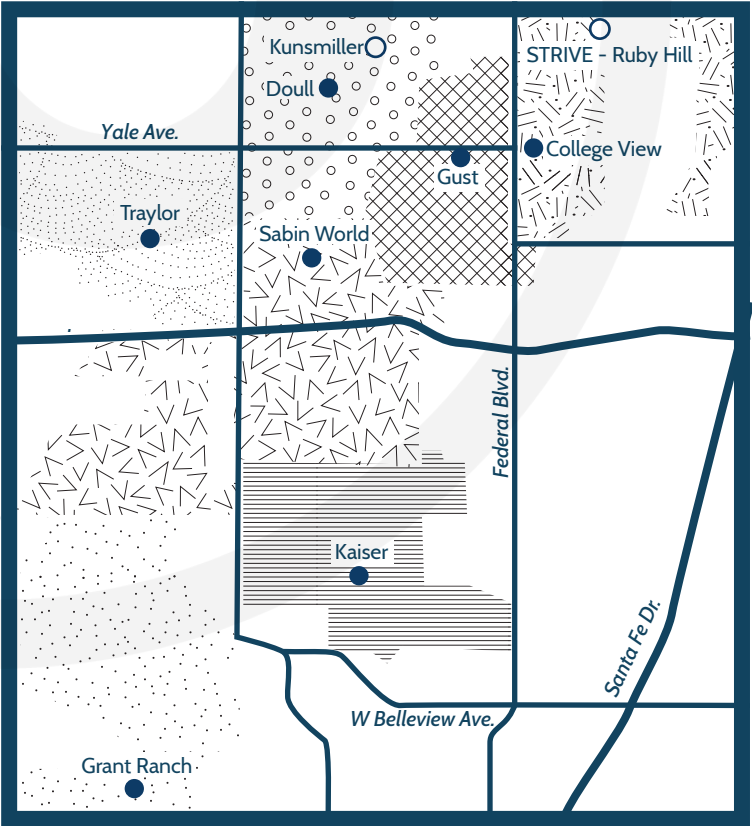 Kunsmiller
STRIVE - Ruby Hill
Doull
Yale Ave.
College View
Gust
Traylor
Sabin World
Federal Blvd.
Kaiser
Santa Fe Dr.
W Belleview Ave.
Grant Ranch